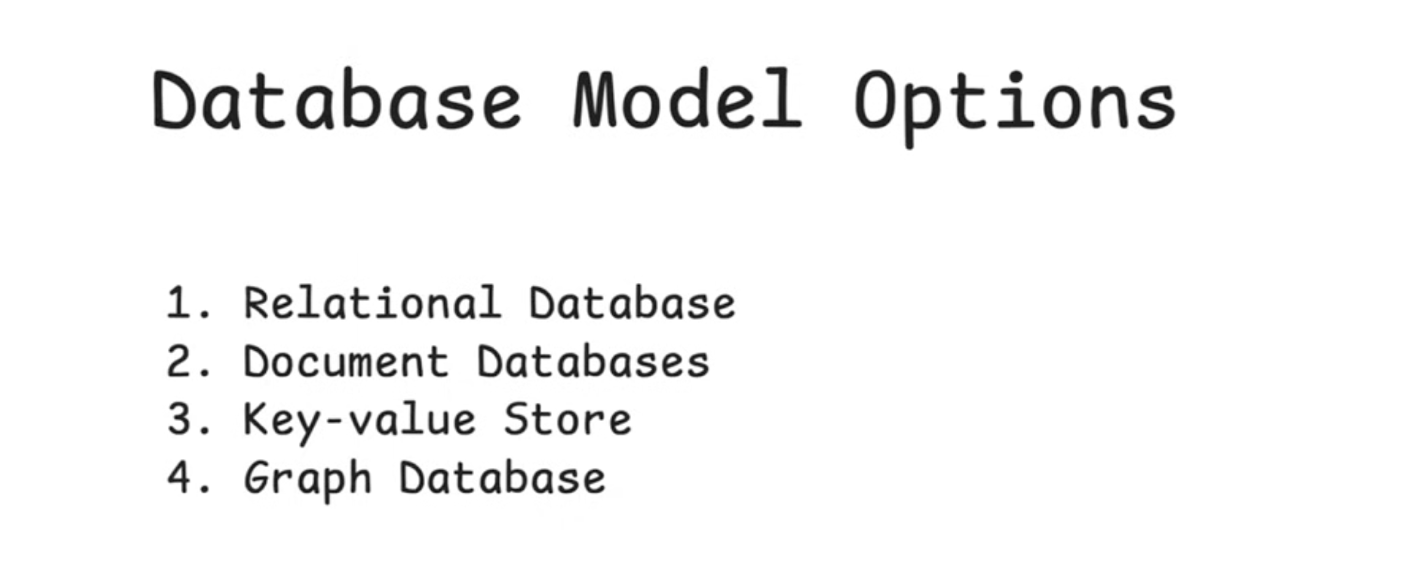 Database Model Options
1. Relational Database
2. Document Databases
3. Key-value Store
4. Graph Database